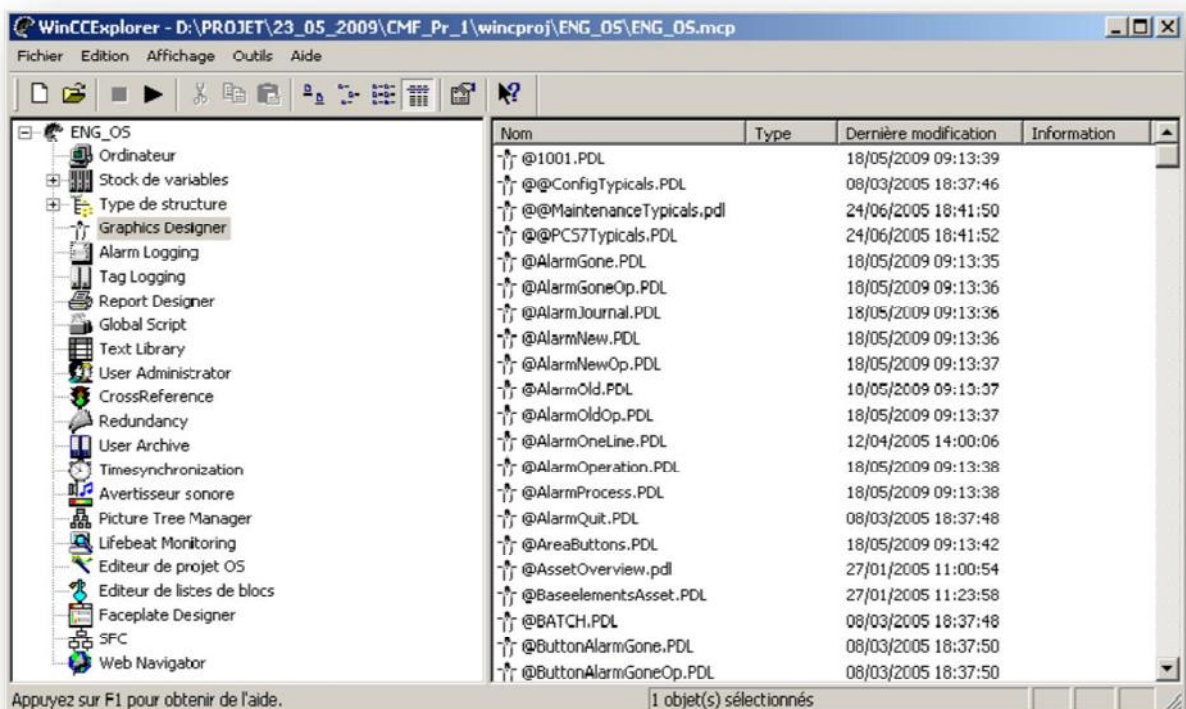 WinCCExplorer - D:\PROJET\23_05_2009\CMF_Pr_1\wincproj\ENG_OS\ENG_OS.mcp
Fichier Edition Affichage Outils Aide
ENG_OS
Ordinateur
Stock de variables
Type de structure
Graphics Designer
Alarm Logging
Tag Logging
Report Designer
Global Script
Text Library
User Administrator
CrossReference
Redundancy
User Archive
Timesynchronization
Avertisseur sonore
Picture Tree Manager
Lifebeat Monitoring
Editeur de projet OS
Editeur de listes de blocs
Faceplate Designer
SFC
Web Navigator
Nom Type Dernière modification Information
@1001.PDL 18/05/2009 09:13:39
@@ConfigTypicals.PDL 08/03/2005 18:37:46
@@MaintenanceTypicals.pdl 24/06/2005 18:41:50
@@PCS7Typicals.PDL 24/06/2005 18:41:52
@AlarmGone.PDL 18/05/2009 09:13:35
@AlarmGoneOp.PDL 18/05/2009 09:13:36
@AlarmJournal.PDL 18/05/2009 09:13:36
@AlarmNew.PDL 18/05/2009 09:13:36
@AlarmNewOp.PDL 18/05/2009 09:13:37
@AlarmOld.PDL 18/05/2009 09:13:37
@AlarmOldOp.PDL 18/05/2009 09:13:37
@AlarmOneLine.PDL 12/04/2005 14:00:06
@AlarmOperation.PDL 18/05/2009 09:13:38
@AlarmProcess.PDL 18/05/2009 09:13:38
@AlarmQuit.PDL 08/03/2005 18:37:48
@AreaButtons.PDL 18/05/2009 09:13:42
@AssetOverview.pdl 27/01/2005 11:00:54
@BaseelementsAsset.PDL 27/01/2005 11:23:58
@BATCH.PDL 08/03/2005 18:37:48
@ButtonAlarmGone.PDL 08/03/2005 18:37:50
@ButtonAlarmGoneOp.PDL 08/03/2005 18:37:50
Appuyez sur F1 pour obtenir de l'aide. 1 objet(s) sélectionnés